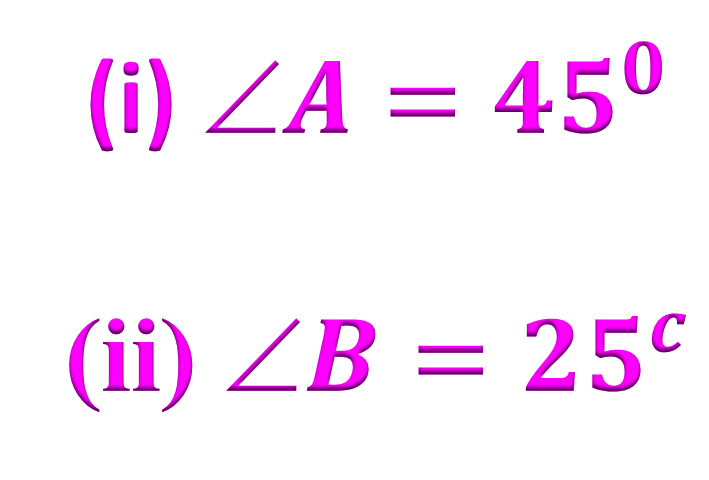 (i) ∠A = 45⁰
(ii) ∠B = 25ᶜ